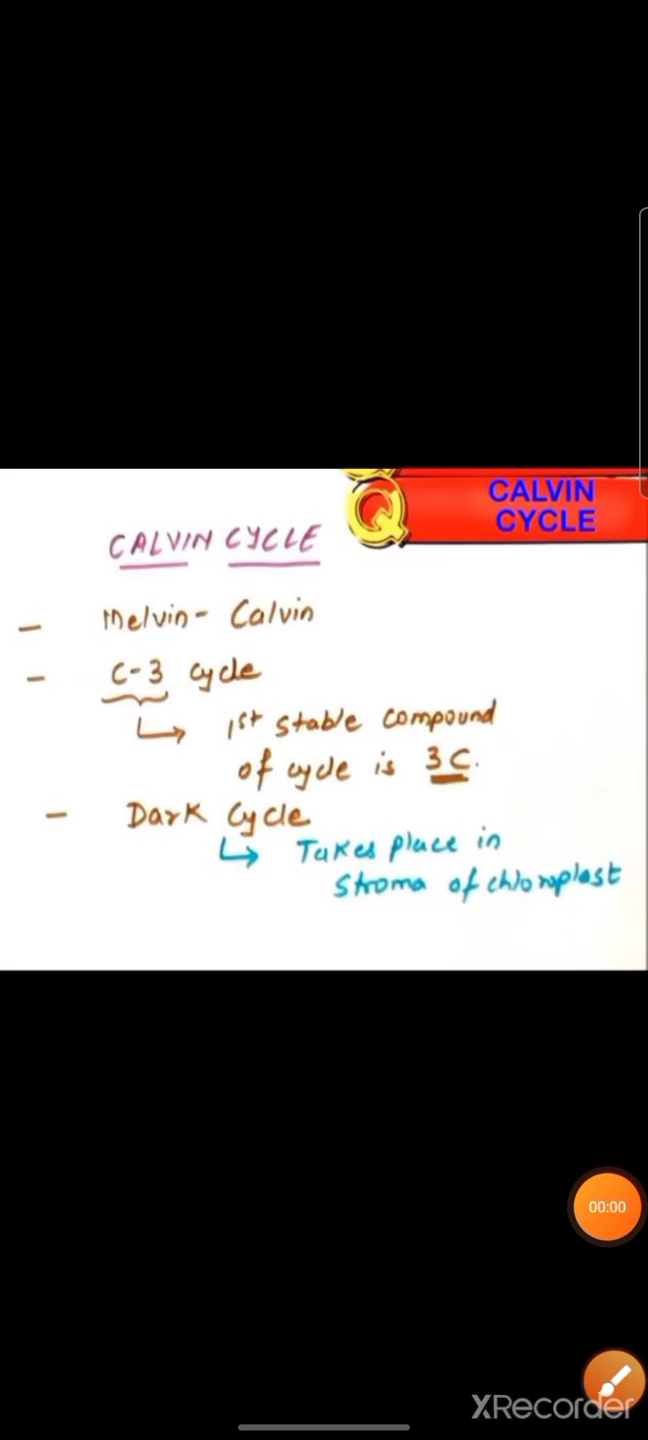 CALVIN
CYCLE
CALVIN CYCLE
- Melvin- Calvin
- C-3 cycle
↳ 1st stable compound
of cycle is 3C.
- Dark Cycle
↳ Takes place in
Stroma of chloroplast
00:00
XRecorder